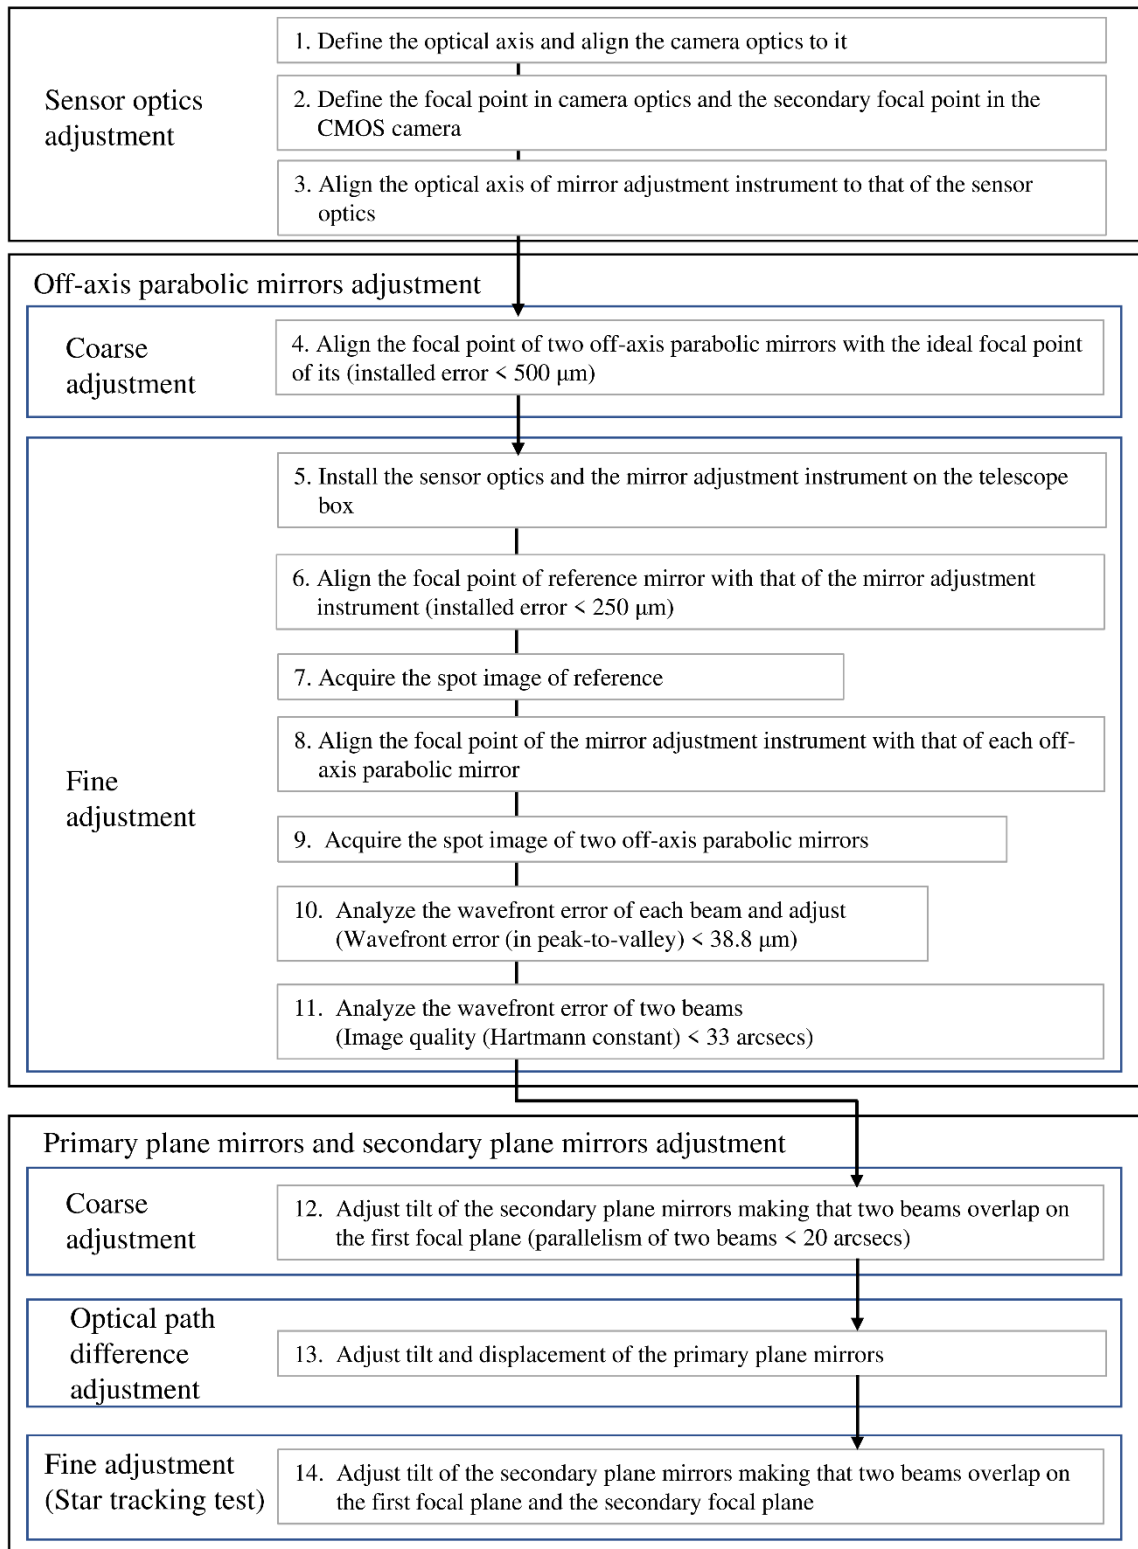 Sensor optics
adjustment
1. Define the optical axis and align the camera optics to it
2. Define the focal point in camera optics and the secondary focal point in the
CMOS camera
3. Align the optical axis of mirror adjustment instrument to that of the sensor
optics
Off-axis parabolic mirrors adjustment
Coarse
adjustment
4. Align the focal point of two off-axis parabolic mirrors with the ideal focal point
of its (installed error < 500 μm)
Fine
adjustment
5. Install the sensor optics and the mirror adjustment instrument on the telescope
box
6. Align the focal point of reference mirror with that of the mirror adjustment
instrument (installed error < 250 μm)
7. Acquire the spot image of reference
8. Align the focal point of the mirror adjustment instrument with that of each off-
axis parabolic mirror
9. Acquire the spot image of two off-axis parabolic mirrors
10. Analyze the wavefront error of each beam and adjust
(Wavefront error (in peak-to-valley) < 38.8 μm)
11. Analyze the wavefront error of two beams
(Image quality (Hartmann constant) < 33 arcsecs)
Primary plane mirrors and secondary plane mirrors adjustment
Coarse
adjustment
12. Adjust tilt of the secondary plane mirrors making that two beams overlap on
the first focal plane (parallelism of two beams < 20 arcsecs)
Optical path
difference
adjustment
13. Adjust tilt and displacement of the primary plane mirrors
Fine adjustment
(Star tracking test)
14. Adjust tilt of the secondary plane mirrors making that two beams overlap on
the first focal plane and the secondary focal plane